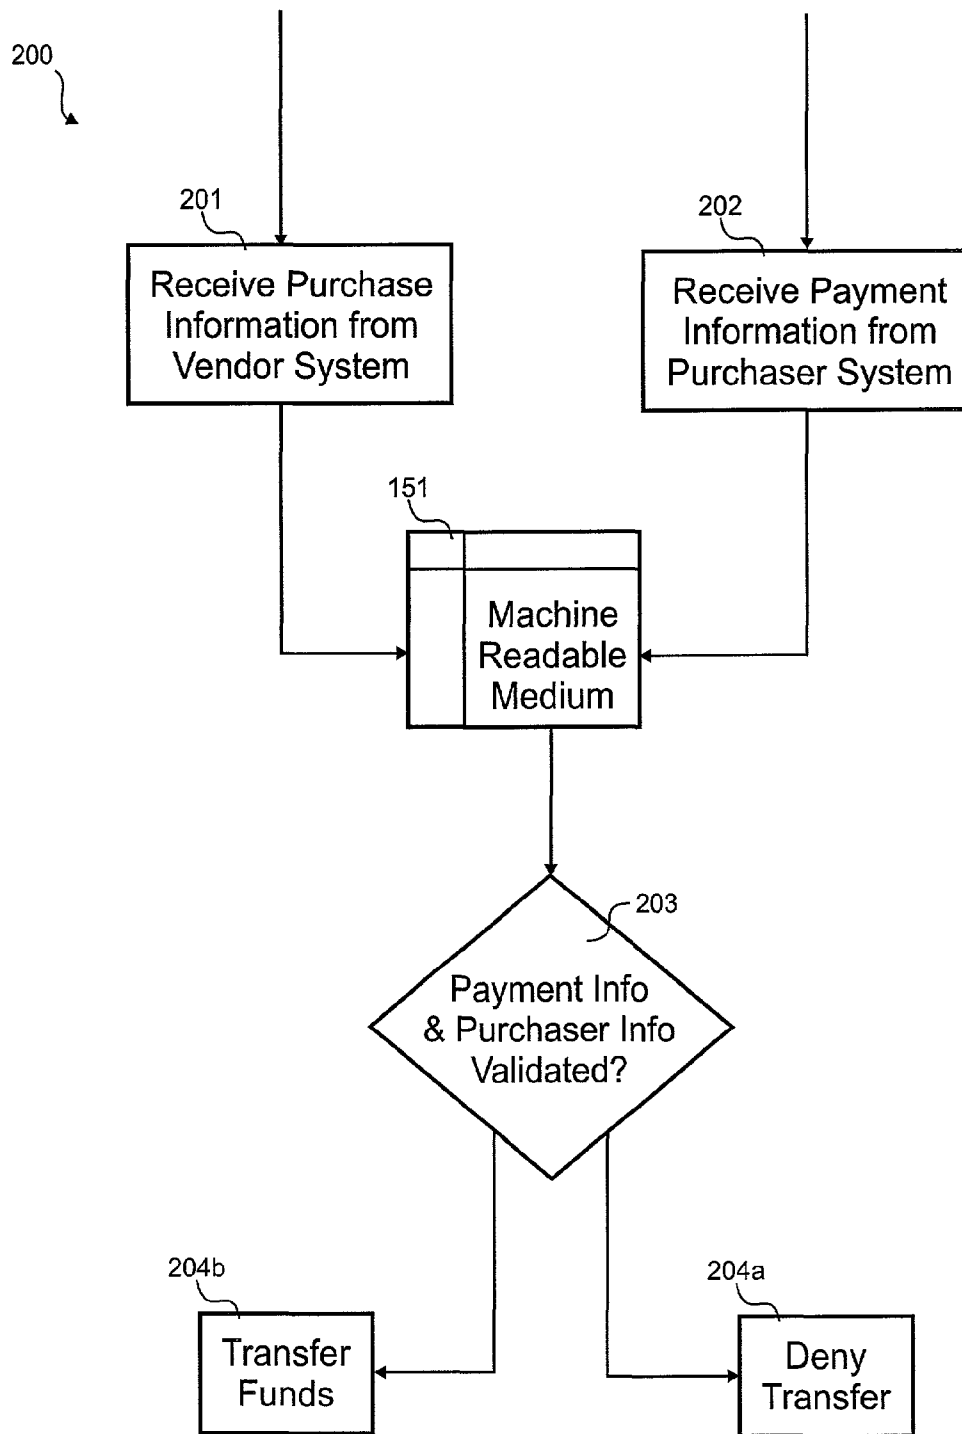 200
201
Receive Purchase
Information from
Vendor System
202
Receive Payment
Information from
Purchaser System
151
Machine
Readable
Medium
203
Payment Info
& Purchaser Info
Validated?
204b
Transfer
Funds
204a
Deny
Transfer